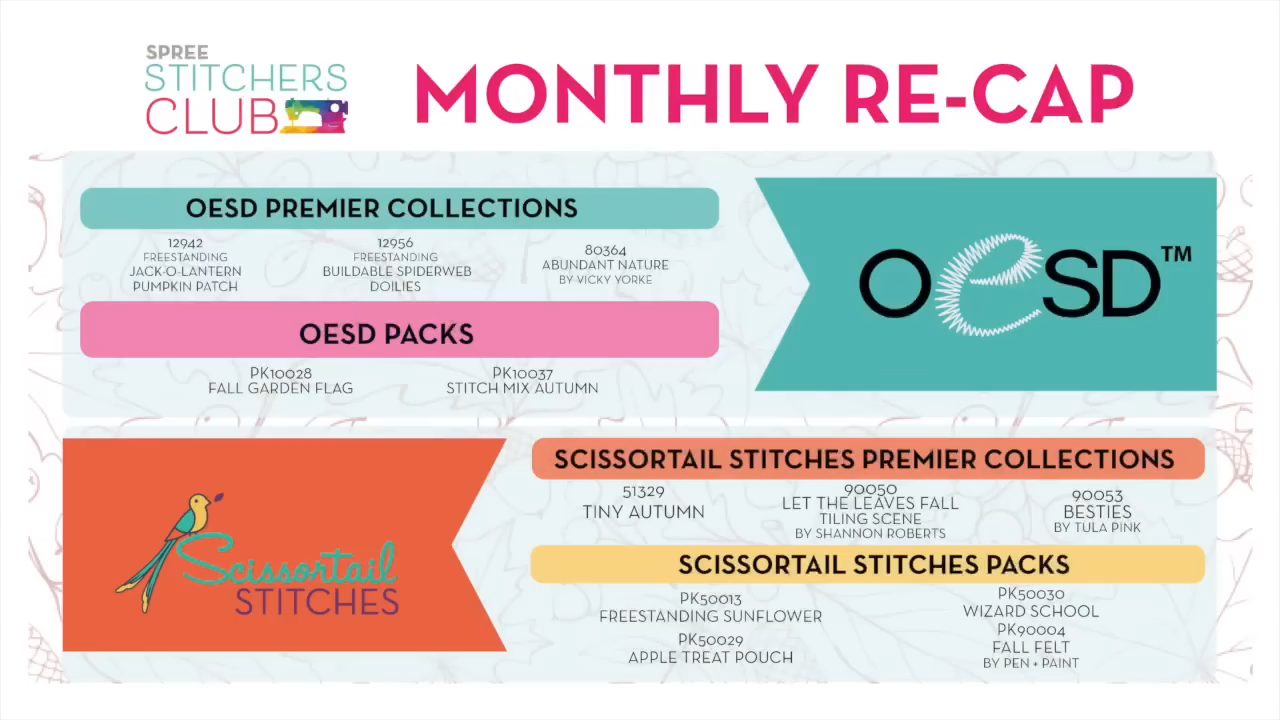 SPREE
STITCHERS
CLUB
MONTHLY RE-CAP
OESD PREMIER COLLECTIONS
12942
FREESTANDING
JACK-O-LANTERN
PUMPKIN PATCH
12956
FREESTANDING
BUILDABLE SPIDERWEB
DOILIES
80364
ABUNDANT NATURE
BY VICKY YORKE
OESD PACKS
PK10028
FALL GARDEN FLAG
PK10037
STITCH MIX AUTUMN
OeSD™
Scissortail
STITCHES
SCISSORTAIL STITCHES PREMIER COLLECTIONS
51329
TINY AUTUMN
90050
LET THE LEAVES FALL
TILING SCENE
BY SHANNON ROBERTS
90053
BESTIES
BY TULA PINK
SCISSORTAIL STITCHES PACKS
PK50013
FREESTANDING SUNFLOWER
PK50029
APPLE TREAT POUCH
PK50030
WIZARD SCHOOL
PK90004
FALL FELT
BY PEN + PAINT